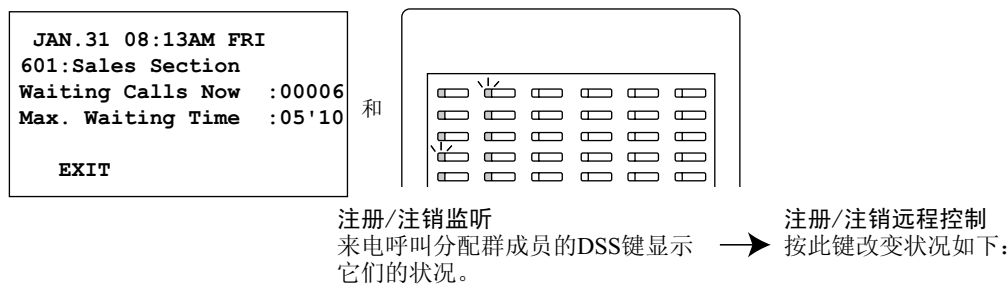 JAN.31 08:13AM FRI
601:Sales Section
Waiting Calls Now :00006
Max. Waiting Time :05'10
EXIT
和
注册/注销监听
来电呼叫分配群成员的DSS键显示
它们的状况。
注册/注销远程控制
按此键改变状况如下：